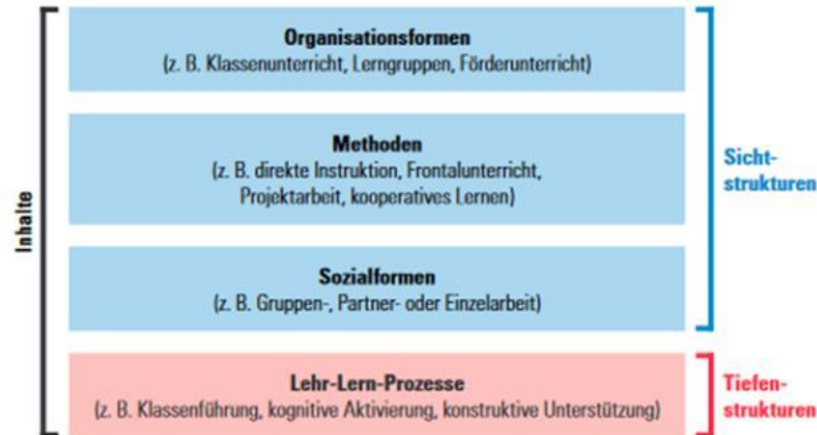 Inhalte
Organisationsformen
(z. B. Klassenunterricht, Lerngruppen, Förderunterricht)
Methoden
(z. B. direkte Instruktion, Frontalunterricht,
Projektarbeit, kooperatives Lernen)
Sozialformen
(z. B. Gruppen-, Partner- oder Einzelarbeit)
Sicht-
strukturen
Lehr-Lern-Prozesse
(z. B. Klassenführung, kognitive Aktivierung, konstruktive Unterstützung)
Tiefen-
strukturen